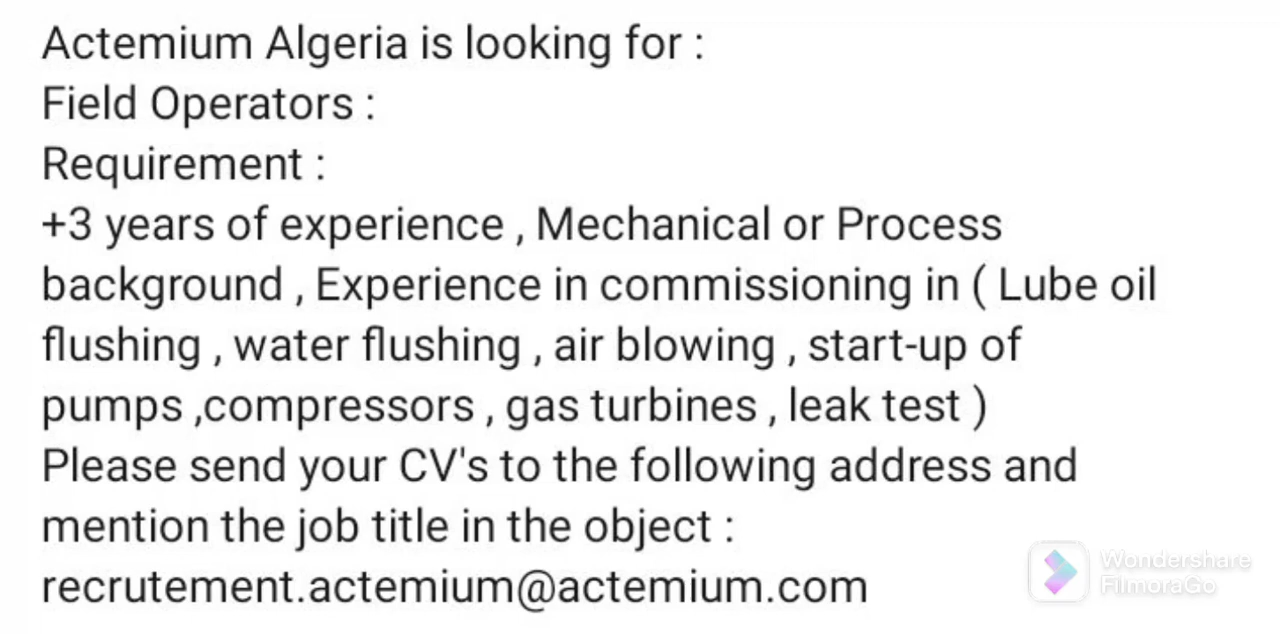 Actemium Algeria is looking for :
Field Operators :
Requirement :
+3 years of experience , Mechanical or Process
background , Experience in commissioning in ( Lube oil
flushing , water flushing , air blowing , start-up of
pumps ,compressors , gas turbines , leak test )
Please send your CV's to the following address and
mention the job title in the object :
recrutement.actemium@actemium.com
Wondershare
FilmoraGo